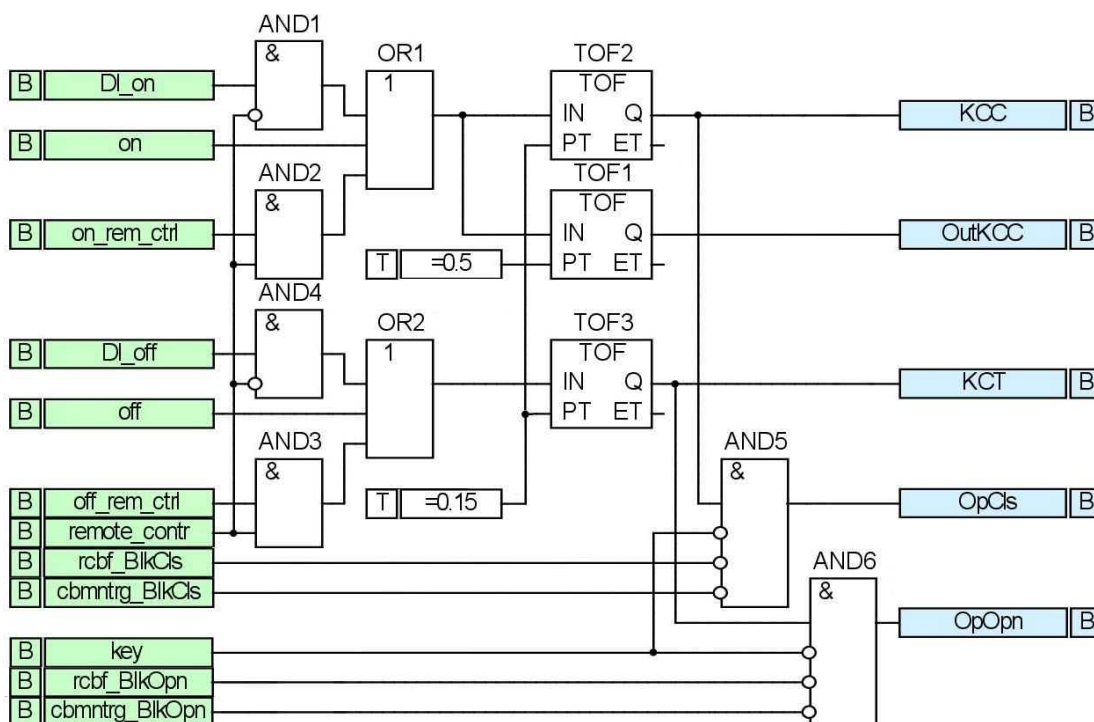 AND1
&
OR1
TOF2
B DI_on
1
TOF
IN Q
KCC B
B on
PT ET
AND2
TOF1
&
TOF
B on_rem_ctrl
IN Q
OutKCC B
T =0.5
PT ET
AND4
&
OR2
TOF3
B DI_off
1
TOF
IN Q
KCT B
B off
PT ET
AND3
AND5
&
&
B off_rem_ctrl
T =0.15
OpCls B
B remote_contr
B rcbf_BlkCls
AND6
B cbmntrg_BlkCls
&
OpOpn B
B key
B rcbf_BlkOpn
B cbmntrg_BlkOpn